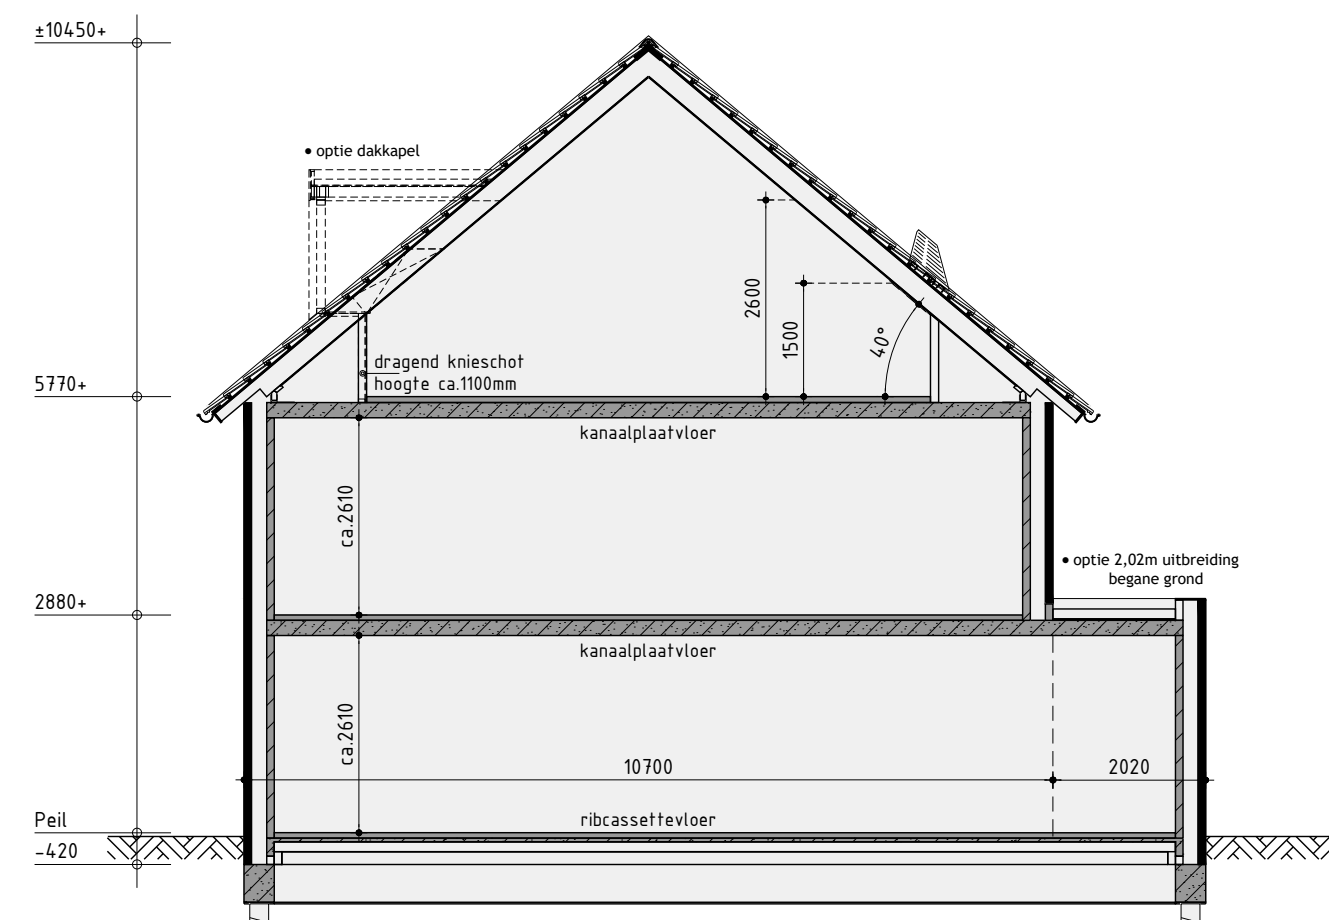 ±10450+
• optie dakkapel
2600
1500
40°
dragend knieschot
hoogte ca.1100mm
5770+
kanaalplaatvloer
ca.2610
• optie 2,02m uitbreiding
begane grond
2880+
kanaalplaatvloer
ca.2610
10700
2020
Peil
ribcassettevloer
-420